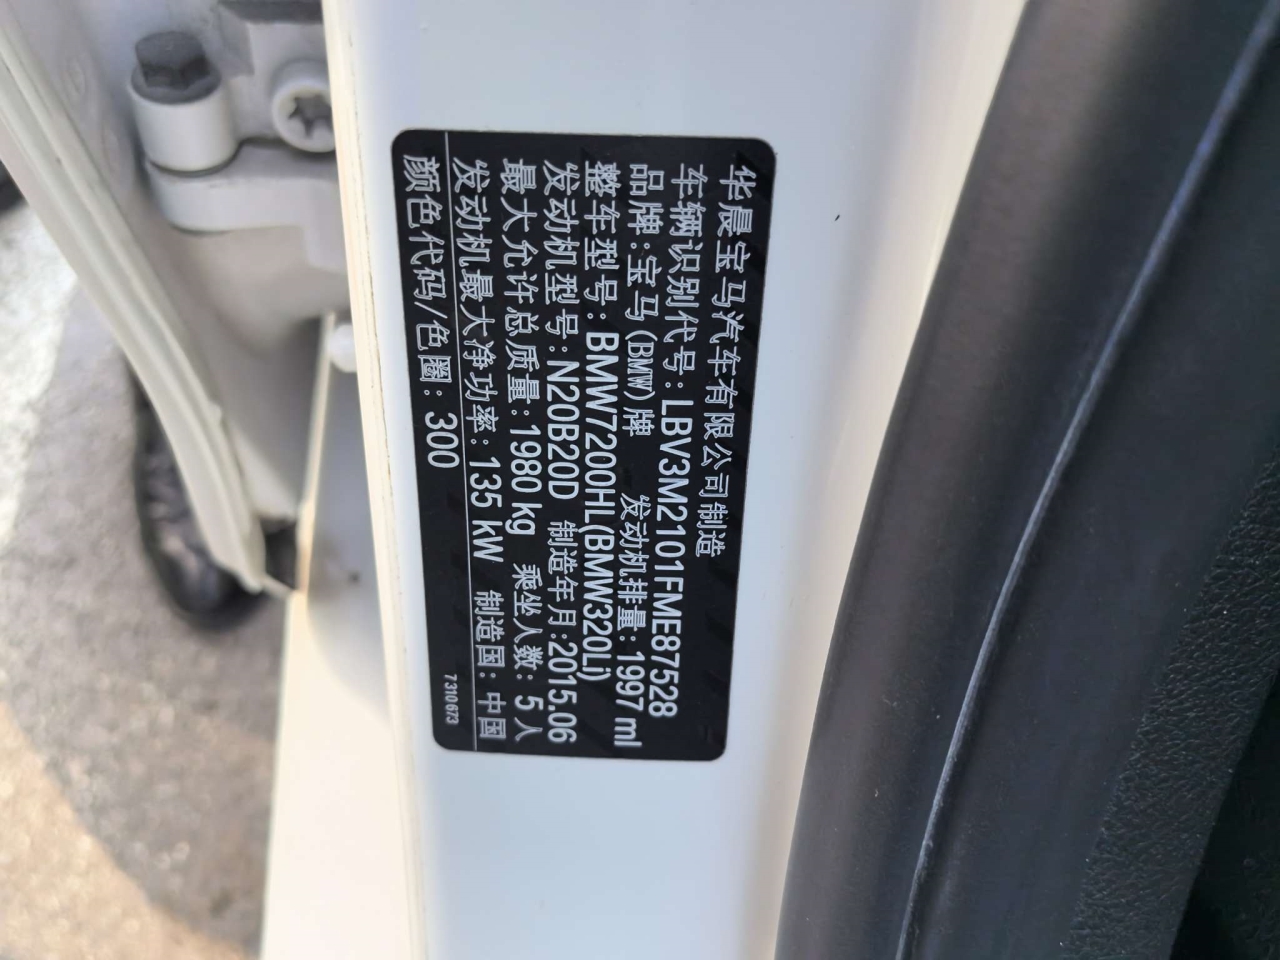 华晨宝马汽车有限公司制造
车辆识别代号:LBV3M2101FME87528
品牌:宝马(BMW)牌 发动机排量:1997 ml
整车型号:BMW7200HL(BMW320Li)
发动机型号:N20B20D 制造年月:2015.06
最大允许总质量:1980 kg 乘坐人数:5 人
发动机最大净功率:135 kW 制造国:中国
颜色代码/色圈:300 7310673